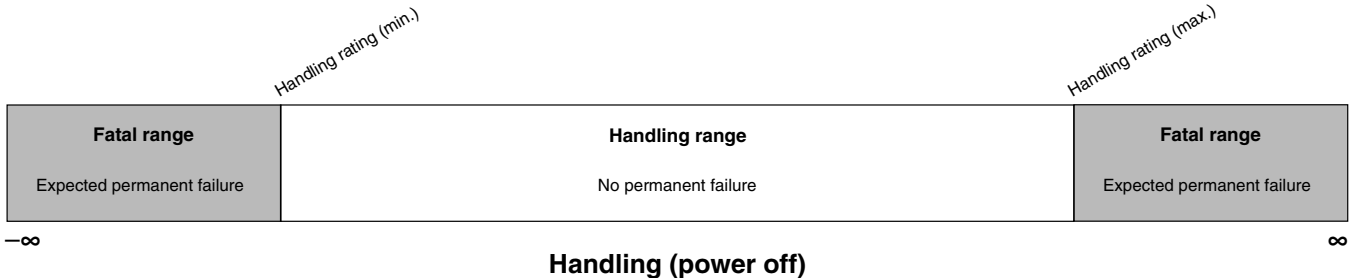 Handling rating (min.)
Handling rating (max.)
Fatal range
Handling range
Fatal range
Expected permanent failure
No permanent failure
Expected permanent failure
–∞
∞
Handling (power off)